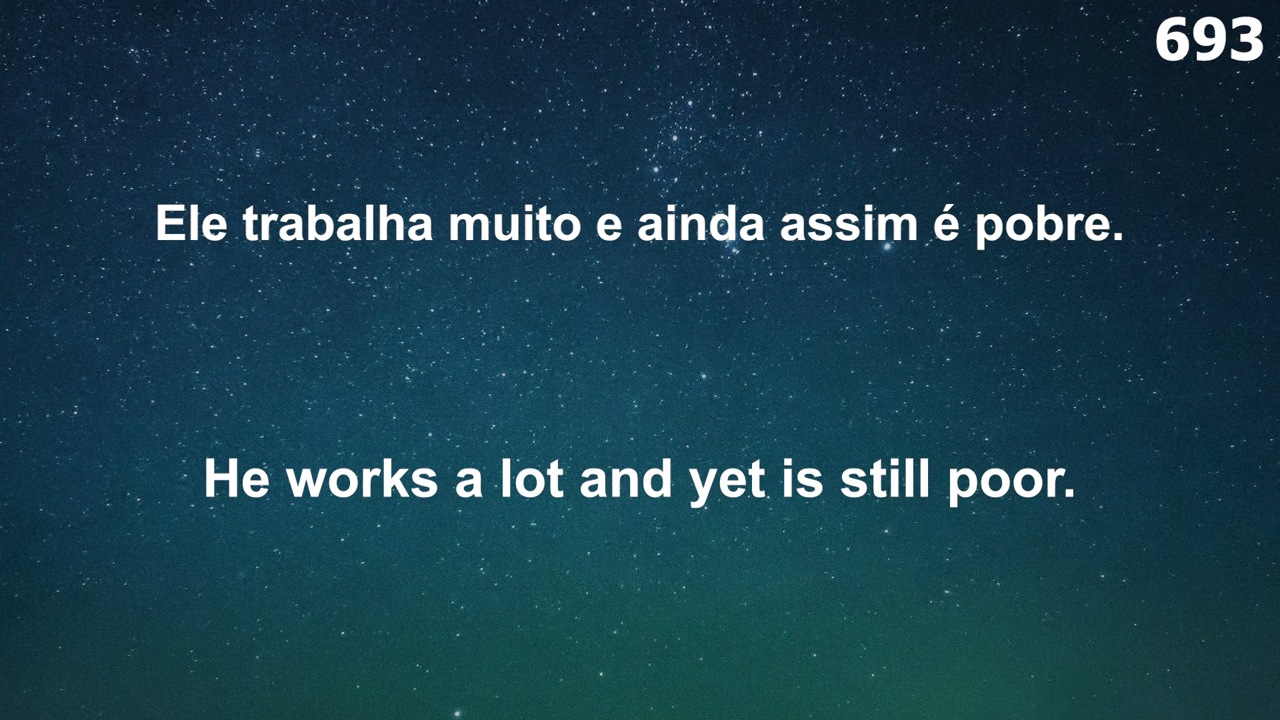 693
Ele trabalha muito e ainda assim é pobre.
He works a lot and yet is still poor.